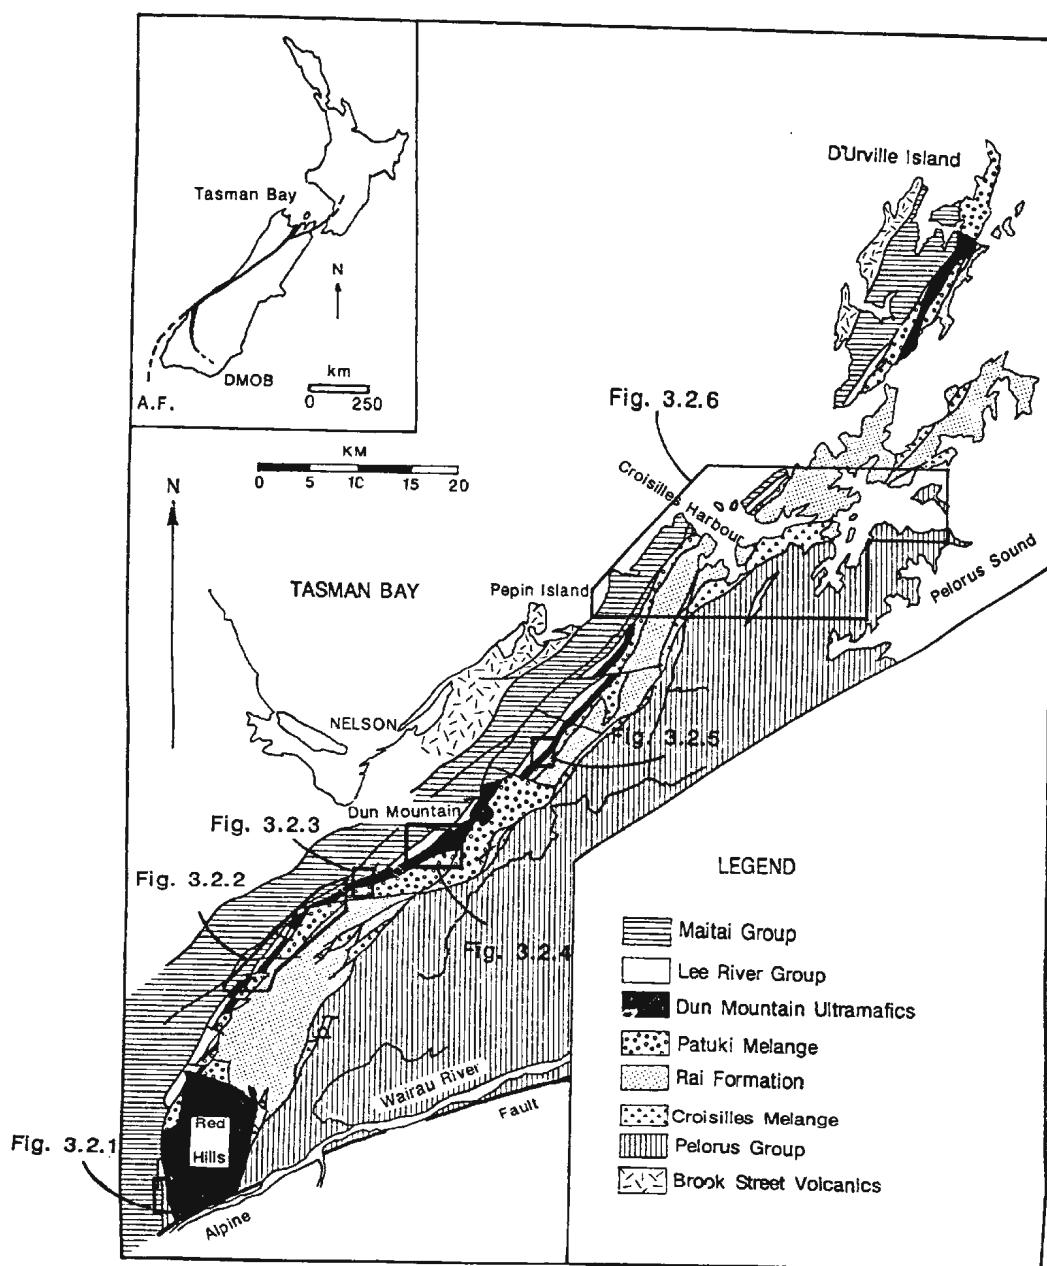 Tasman Bay
N
km
0 250
DMOB
A.F.
D'Urville Island
Fig. 3.2.6
KM
0 5 10 15 20
N
Croisilles Harbour
TASMAN BAY
Pepin Island
Pelorus Sound
NELSON
Fig. 3.2.5
Dun Mountain
Fig. 3.2.3
Fig. 3.2.2
Fig. 3.2.4
Wairau River
Fault
Red
Hills
Fig. 3.2.1
Alpine
LEGEND
Maitai Group
Lee River Group
Dun Mountain Ultramafics
Patuki Melange
Rai Formation
Croisilles Melange
Pelorus Group
Brook Street Volcanics